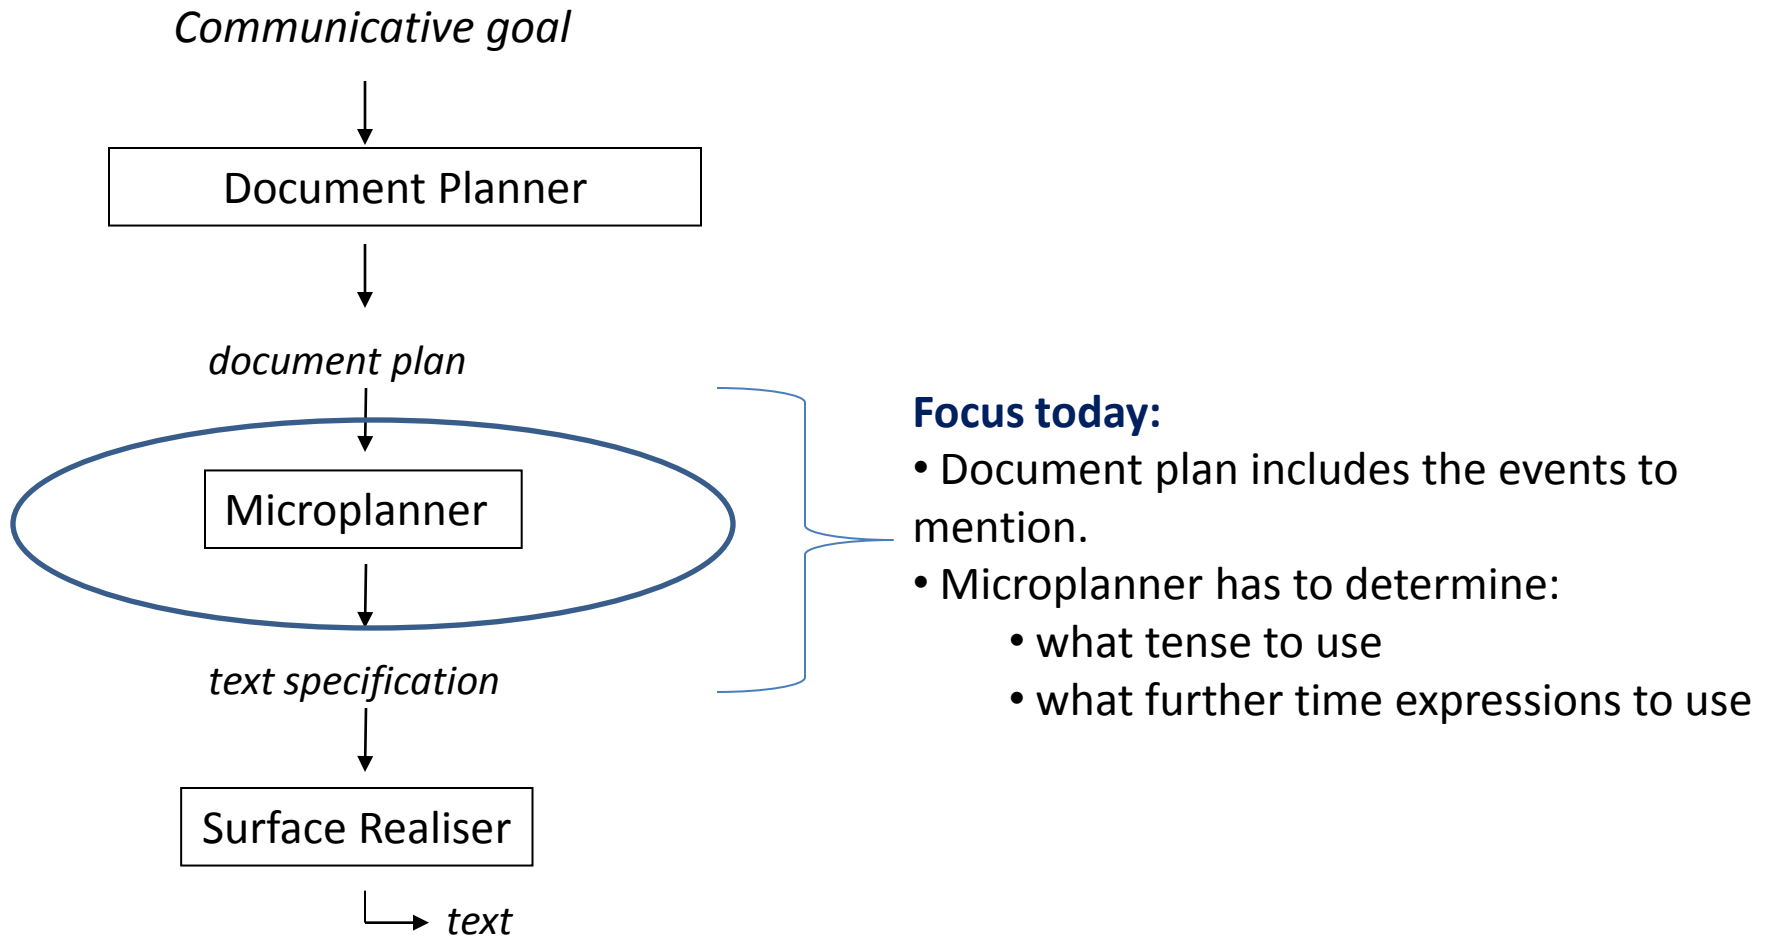 Communicative goal
Document Planner
document plan
Microplanner
text specification
Surface Realiser
text
Focus today:
• Document plan includes the events to
mention.
• Microplanner has to determine:
• what tense to use
• what further time expressions to use